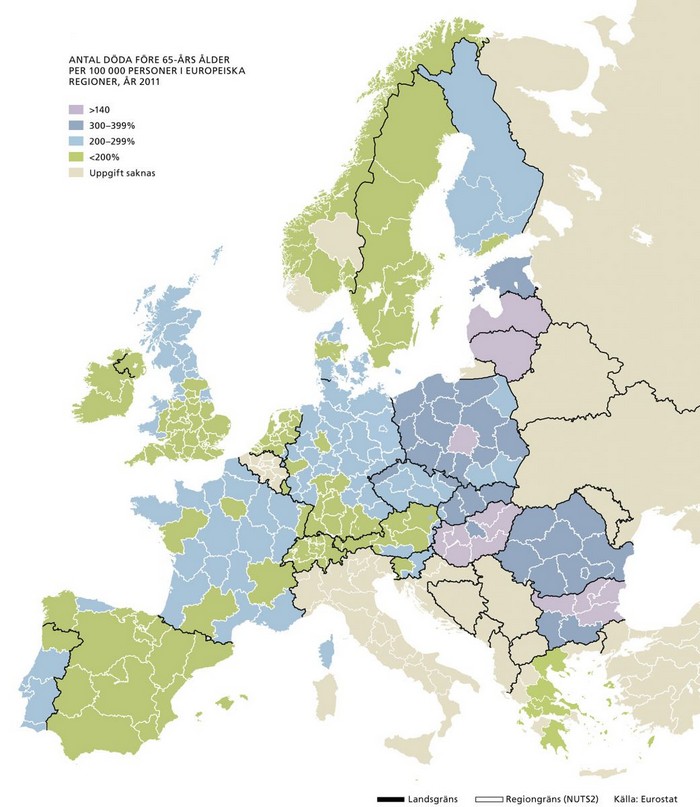 ANTAL DÖDA FÖRE 65-ÅRS ÅLDER
PER 100 000 PERSONER I EUROPEISKA
REGIONER, ÅR 2011
>140
300–399%
200–299%
<200%
Uppgift saknas
Landsgräns
Regiongräns (NUTS2)
Källa: Eurostat